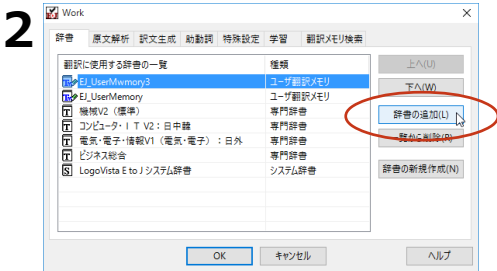 2
Work
辞書 原文解析 訳文生成 助動詞 特殊設定 学習 翻訳メモリ検索
翻訳に使用する辞書の一覧 種類
EJ_UserMwmory3 ユーザ翻訳メモリ
EJ_UserMemory ユーザ翻訳メモリ
機械V2（標準） 専門辞書
コンピュータ・ＩＴ V2：日中韓 専門辞書
電気・電子・情報V1（電気・電子）：日外 専門辞書
ビジネス総合 専門辞書
LogoVista E to J システム辞書 システム辞書
上へ(U)
下へ(W)
辞書の追加(L)
一覧から削除(R)
辞書の新規作成(N)
OK キャンセル ヘルプ